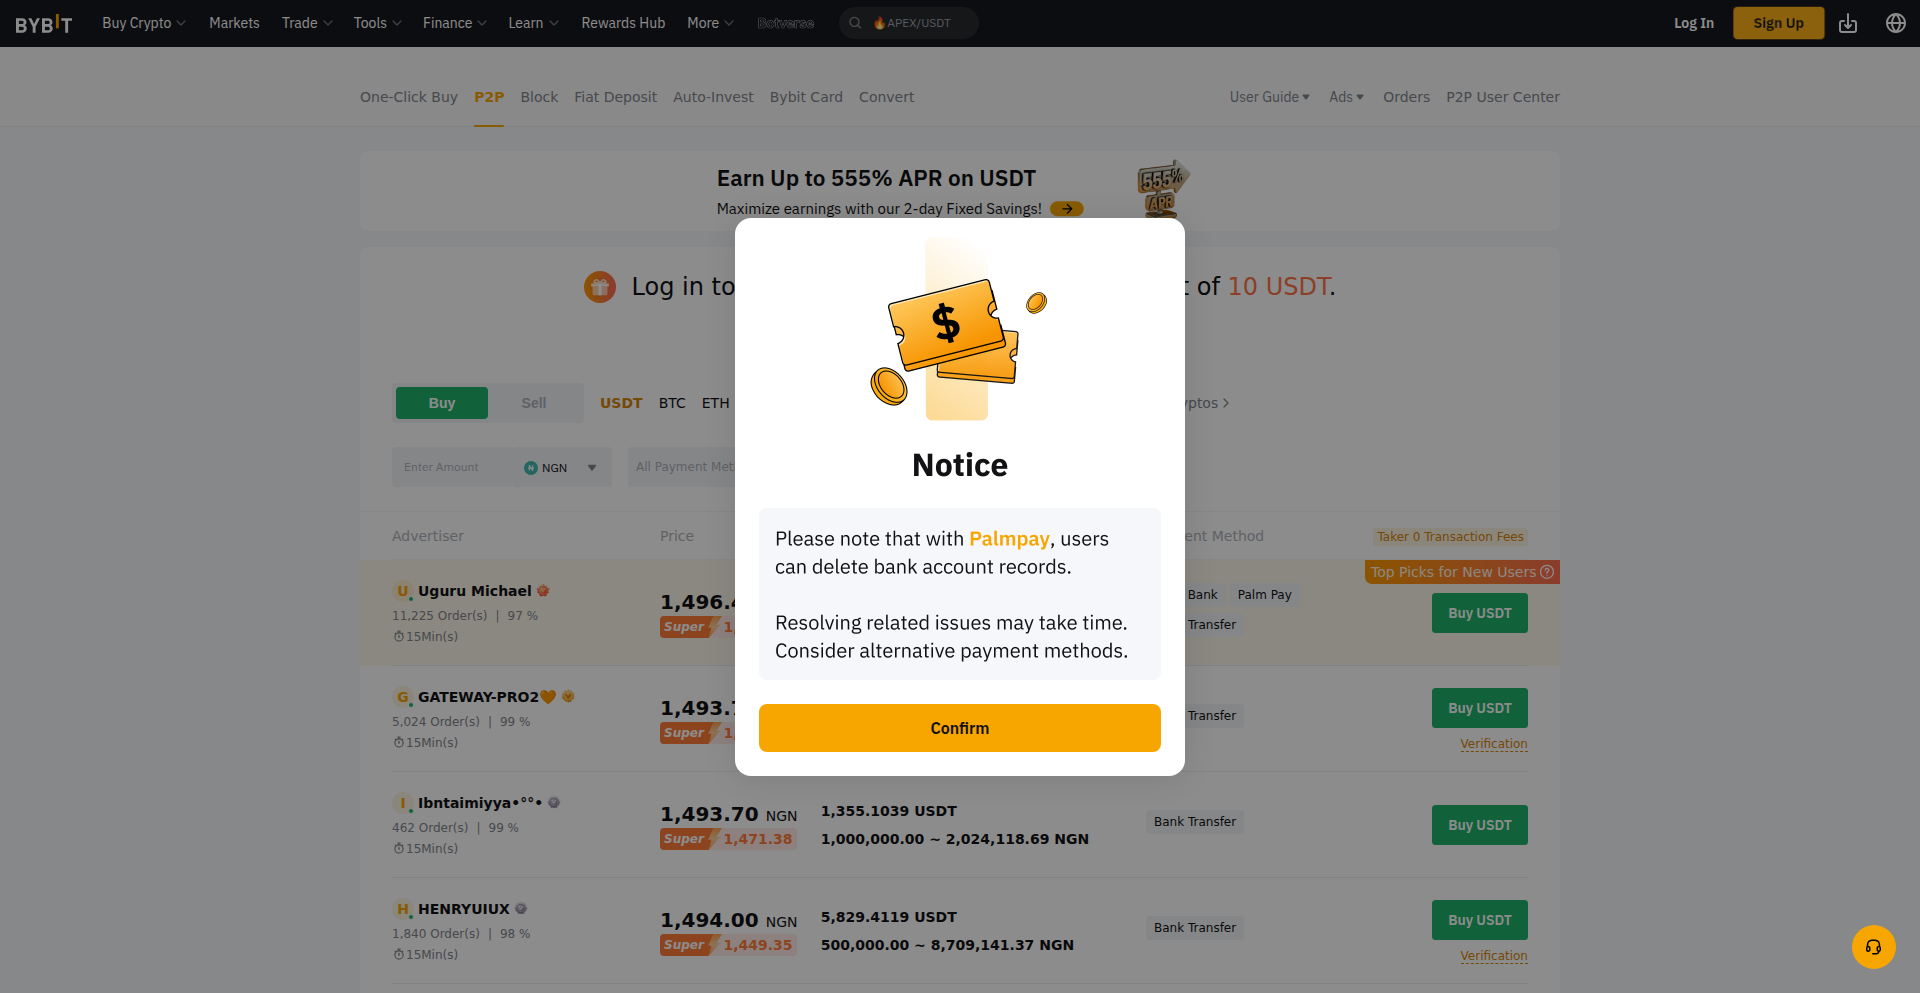 BYBIT
Buy Crypto Markets Trade Tools Finance Learn Rewards Hub More Botverse APEX/USDT Log In Sign Up
One-Click Buy P2P Block Fiat Deposit Auto-Invest Bybit Card Convert User Guide Ads Orders P2P User Center
Earn Up to 555% APR on USDT
555%
APR
Maximize earnings with our 2-day Fixed Savings!
Log in to
of 10 USDT.
$
Buy Sell USDT BTC ETH
ptos
Enter Amount NGN All Payment Met
Notice
Please note that with Palmpay, users
can delete bank account records.
Resolving related issues may take time.
Consider alternative payment methods.
Confirm
Advertiser Price
ent Method Taker 0 Transaction Fees
Top Picks for New Users
U Uguru Michael
11,225 Order(s) | 97 %
15Min(s)
1,496.
Super 1,
Bank Palm Pay
Transfer
Buy USDT
G GATEWAY-PRO2
5,024 Order(s) | 99 %
15Min(s)
1,493.
Super 1,
Transfer
Buy USDT
Verification
I Ibntaimiyya•°°•
462 Order(s) | 99 %
15Min(s)
1,493.70 NGN
Super 1,471.38
1,355.1039 USDT
1,000,000.00 ~ 2,024,118.69 NGN
Bank Transfer
Buy USDT
H HENRYUIUX
1,840 Order(s) | 98 %
15Min(s)
1,494.00 NGN
Super 1,449.35
5,829.4119 USDT
500,000.00 ~ 8,709,141.37 NGN
Bank Transfer
Buy USDT
Verification